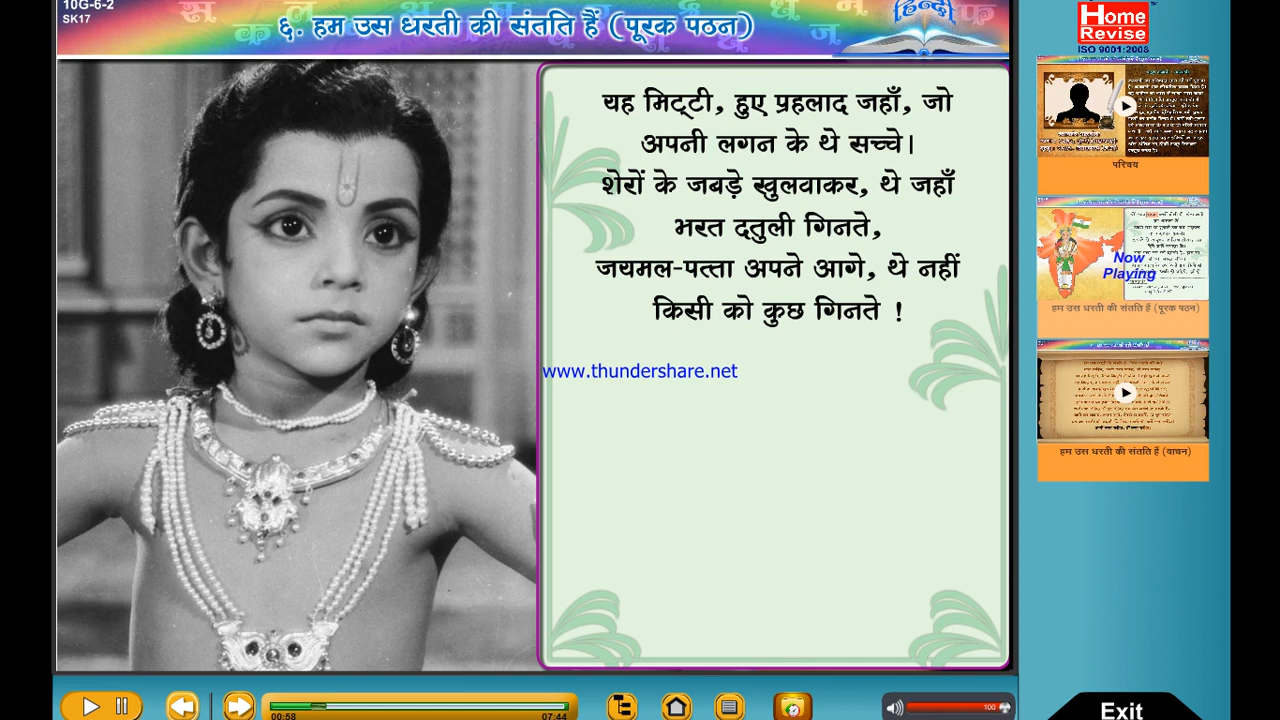 10G-6-2
SK17
६. हम उस धरती की संतति हैं (पूरक पठन)
हिन्दी
Home
Revise
ISO 9001:2008
यह मिट्टी, हुए प्रहलाद जहाँ, जो
अपनी लगन के थे सच्चे।
शेरों के जबड़े खुलवाकर, थे जहाँ
भरत दतुली गिनते,
जयमल-पत्ता अपने आगे, थे नहीं
किसी को कुछ गिनते !
www.thundershare.net
परिचय
Now
Playing
हम उस धरती की संतति हैं (पूरक पठन)
हम उस धरती की संतति हैं (वाचन)
00:58
07:44
100
Exit